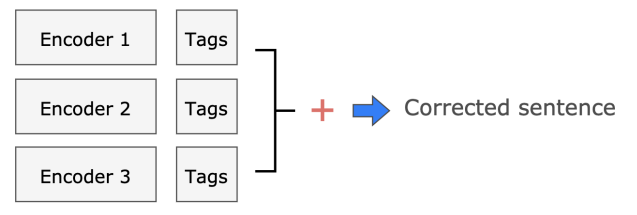 Encoder 1 Tags
Encoder 2 Tags
+ Corrected sentence
Encoder 3 Tags